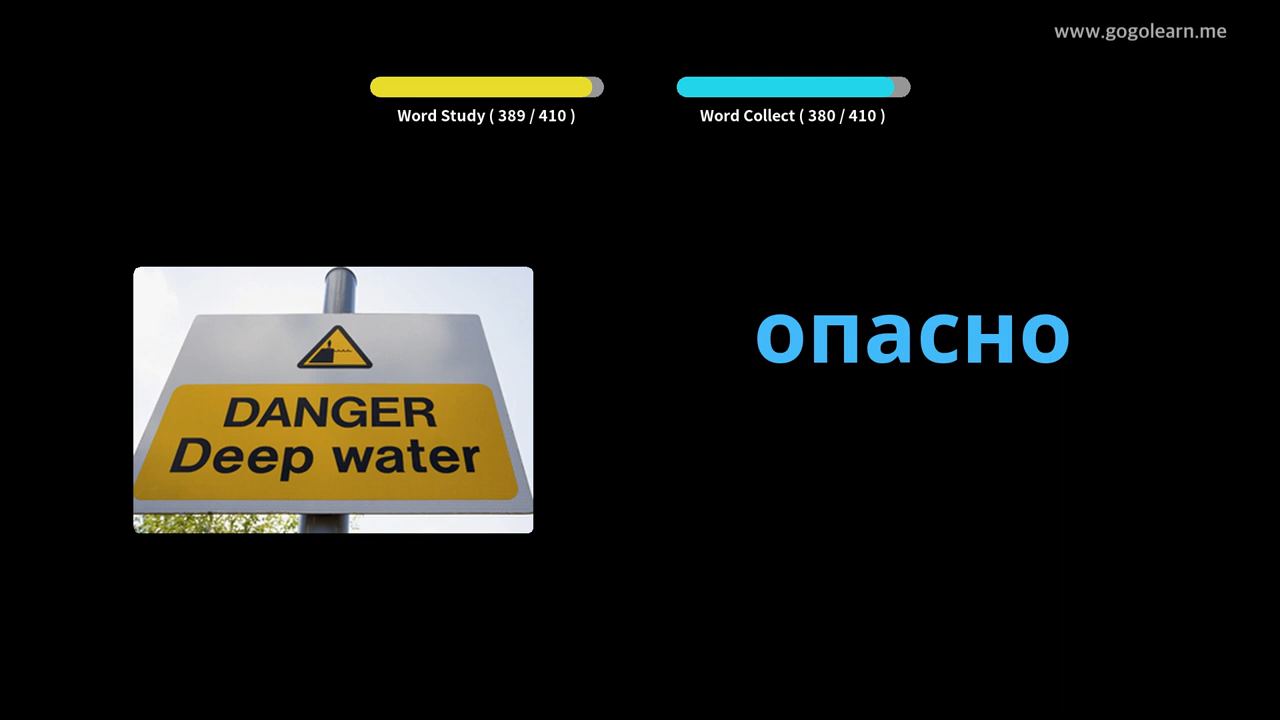 www.gogolearn.me
Word Study ( 389 / 410 )
Word Collect ( 380 / 410 )
DANGER
Deep water
опасно